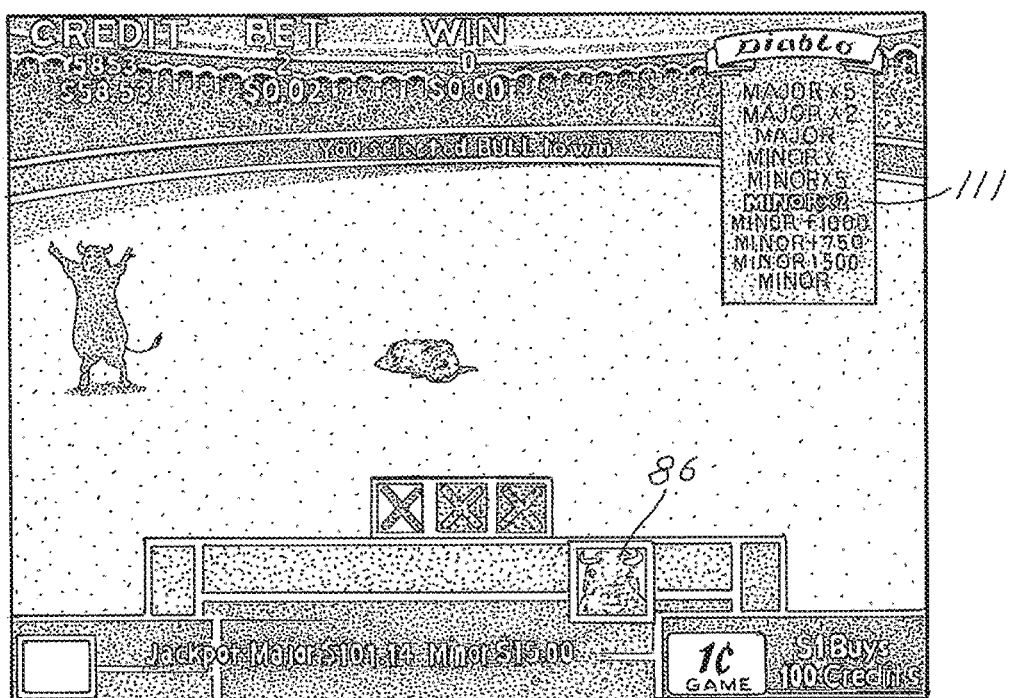 CREDIT BET WIN
5853 2 0
$58.53 $0.02 $0.00
Diablo
MAJOR X5
MAJOR X2
MAJOR
MINOR X
MINOR X5
MINOR X2
MINOR +1000
MINOR +750
MINOR +500
MINOR
You selected BULL to win
111
86
Jackpot Major $101.14 Minor $15.00
1¢
GAME
$1 Buys
100 Credits